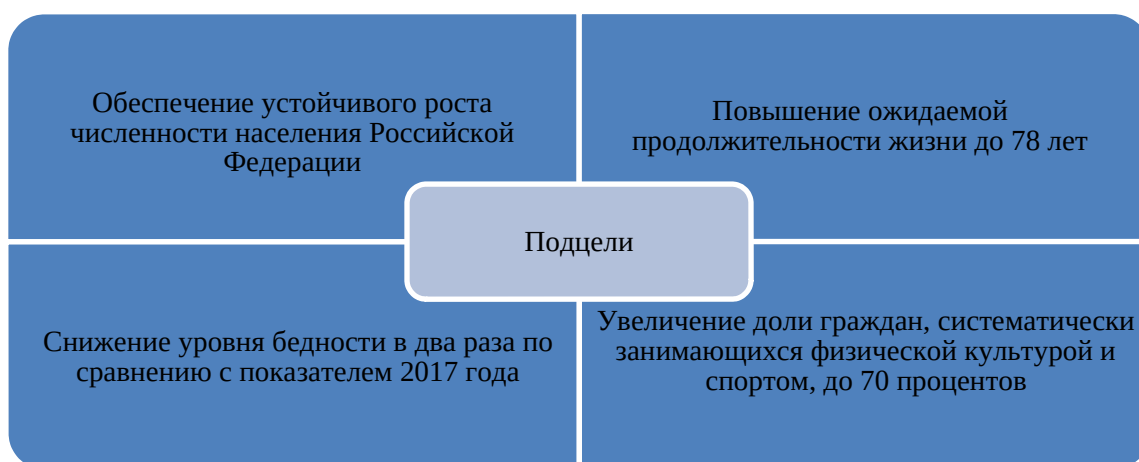 Обеспечение устойчивого роста
численности населения Российской
Федерации
Повышение ожидаемой
продолжительности жизни до 78 лет
Подцели
Снижение уровня бедности в два раза по
сравнению с показателем 2017 года
Увеличение доли граждан, систематически
занимающихся физической культурой и
спортом, до 70 процентов